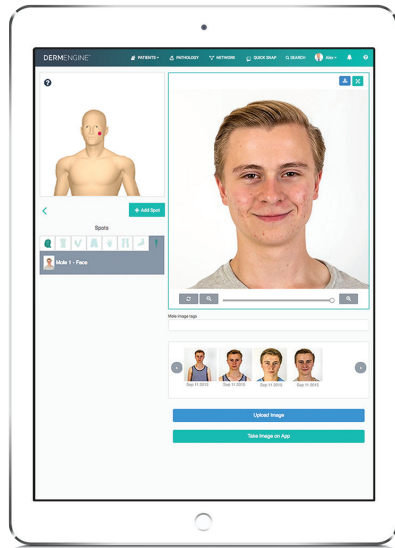 DERMENGINE™
PATIENTS PATHOLOGY NETWORK QUICK SNAP SEARCH Alex
+ Add Spot
Spots
Mole 1 - Face
Mole image tags
Sep 11 2015 Sep 11 2015 Sep 11 2015 Sep 11 2015
Upload Image
Take Image on App